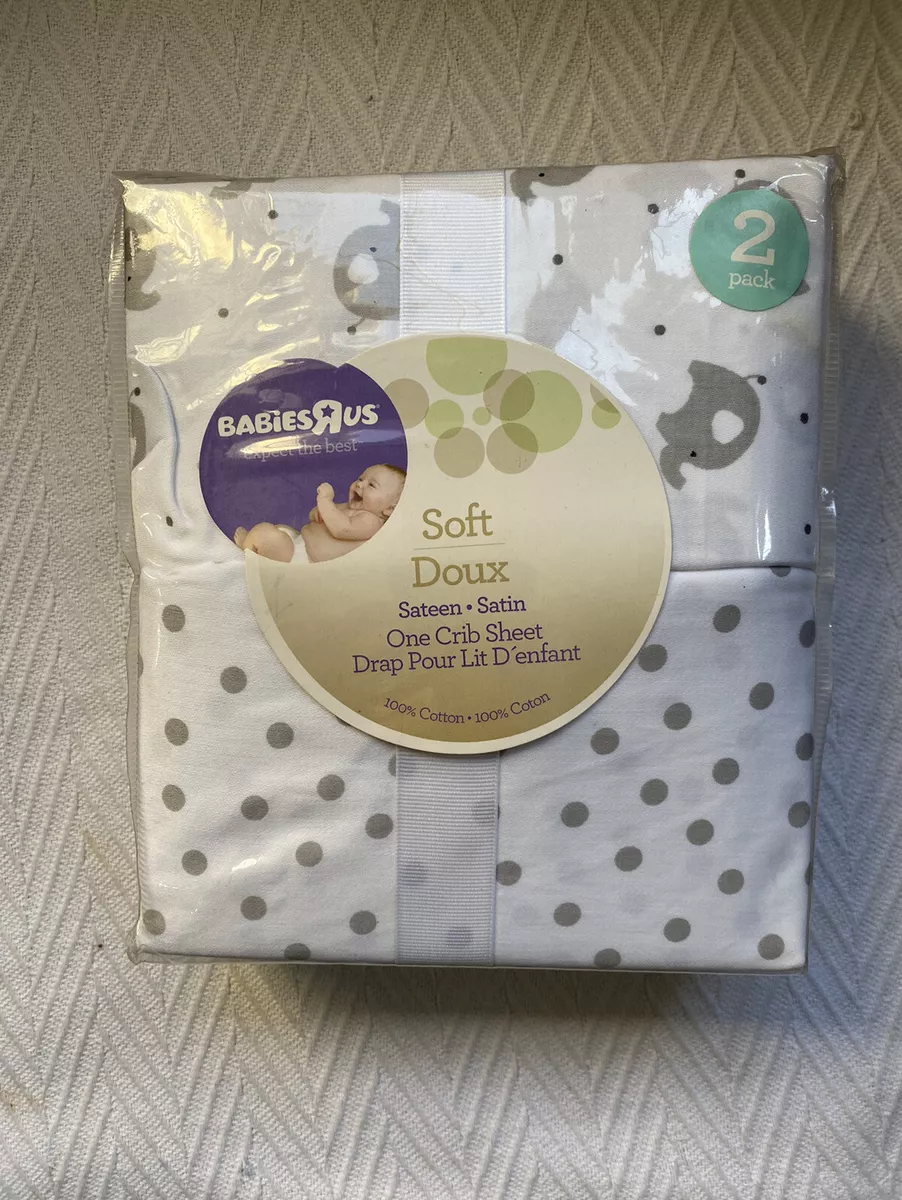 2
pack
BABIES R US
expect the best
Soft
Doux
Sateen • Satin
One Crib Sheet
Drap Pour Lit D´enfant
100% Cotton • 100% Coton